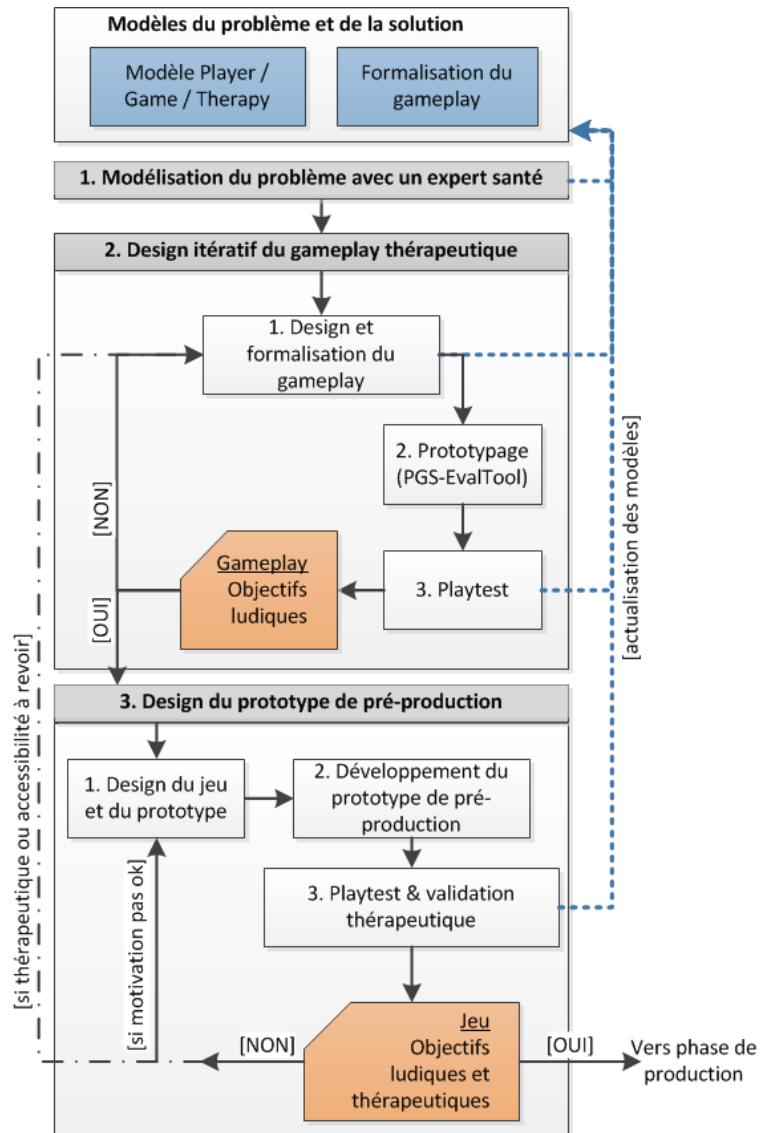 Modèles du problème et de la solution
Modèle Player /
Game / Therapy
Formalisation du
gameplay
1. Modélisation du problème avec un expert santé
2. Design itératif du gameplay thérapeutique
1. Design et
formalisation du
gameplay
2. Prototypage
(PGS-EvalTool)
[NON]
Gameplay
Objectifs
ludiques
3. Playtest
[OUI]
[actualisation des modèles]
3. Design du prototype de pré-production
1. Design du jeu
et du prototype
2. Développement du
prototype de pré-
production
3. Playtest & validation
thérapeutique
[si thérapeutique ou accessibilité à revoir]
[si motivation pas ok]
[NON]
Jeu
Objectifs
ludiques et
thérapeutiques
[OUI]
Vers phase de
production